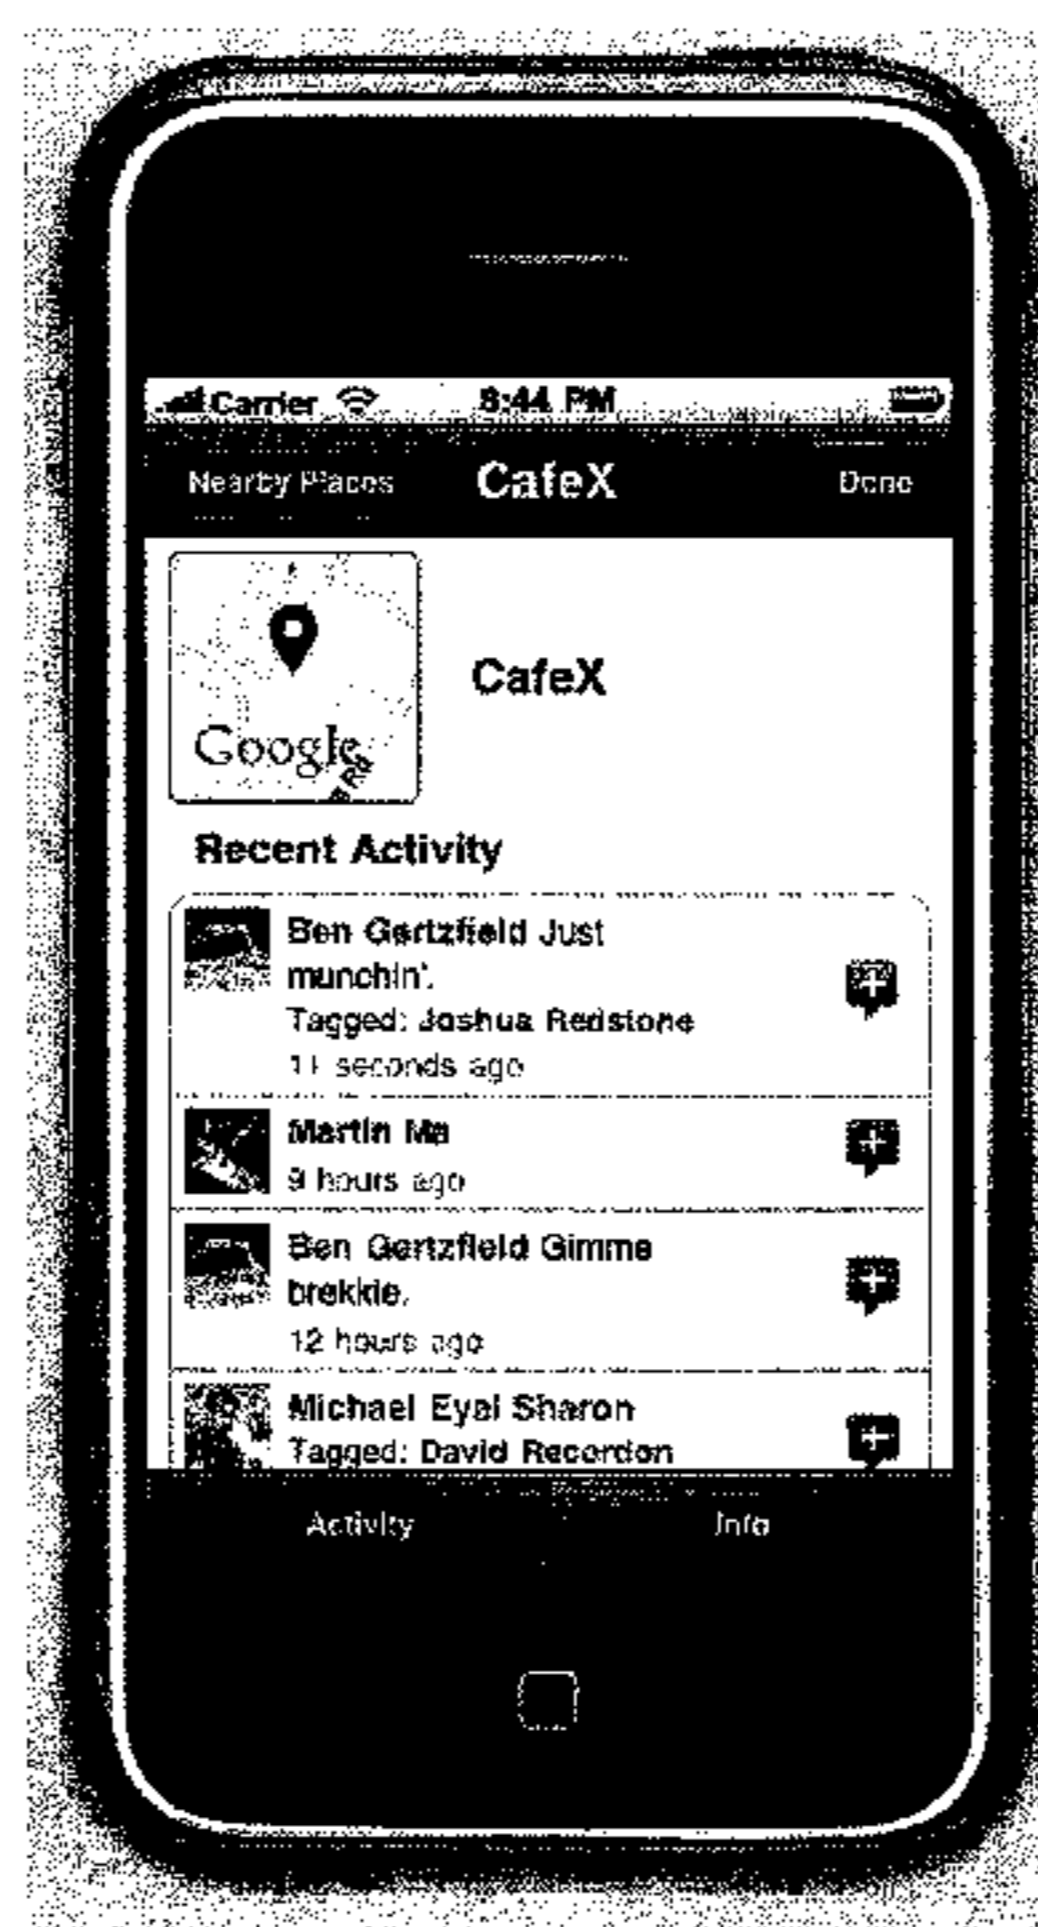 Carrier 8:44 PM
Nearby Places CafeX Done
Google
CafeX
Recent Activity
Ben Gertzfield Just
munchin'.
Tagged: Joshua Redstone
11 seconds ago
Martin Ma
9 hours ago
Ben Gertzfield Gimme
brekkie.
12 hours ago
Michael Eyal Sharon
Tagged: David Recordon
Activity Info